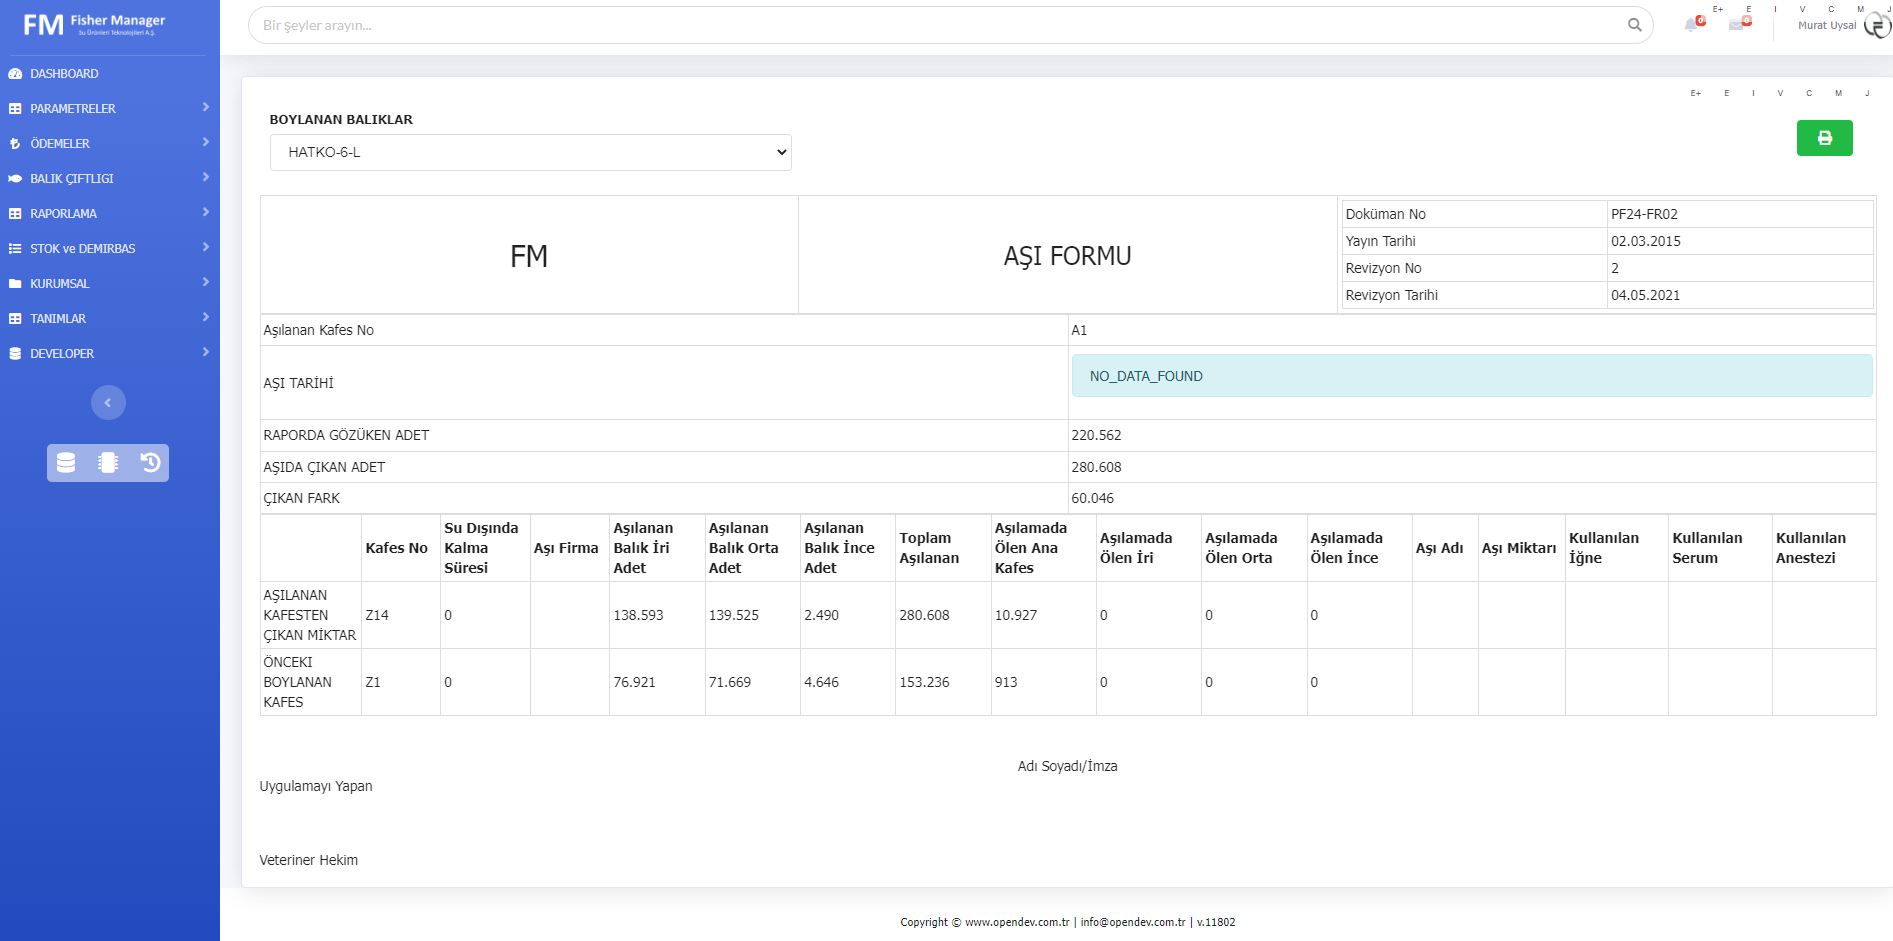 FM Fisher Manager
Su Ürünleri Teknolojileri A.Ş.
Bir şeyler arayın...
0
0
E+ E I V C M J
Murat Uysal
DASHBOARD
PARAMETRELER
ÖDEMELER
BALIK ÇIFTLIGI
RAPORLAMA
STOK ve DEMIRBAS
KURUMSAL
TANIMLAR
DEVELOPER
E+ E I V C M J
BOYLANAN BALIKLAR
HATKO-6-L
FM
AŞI FORMU
Doküman No PF24-FR02
Yayın Tarihi 02.03.2015
Revizyon No 2
Revizyon Tarihi 04.05.2021
Aşılanan Kafes No A1
AŞI TARİHİ NO_DATA_FOUND
RAPORDA GÖZÜKEN ADET 220.562
AŞIDA ÇIKAN ADET 280.608
ÇIKAN FARK 60.046
Kafes No
Su Dışında
Kalma
Süresi
Aşı Firma
Aşılanan
Balık İri
Adet
Aşılanan
Balık Orta
Adet
Aşılanan
Balık İnce
Adet
Toplam
Aşılanan
Aşılamada
Ölen Ana
Kafes
Aşılamada
Ölen İri
Aşılamada
Ölen Orta
Aşılamada
Ölen İnce
Aşı Adı
Aşı Miktarı
Kullanılan
İğne
Kullanılan
Serum
Kullanılan
Anestezi
AŞILANAN
KAFESTEN
ÇIKAN MİKTAR
Z14 0 138.593 139.525 2.490 280.608 10.927 0 0 0
ÖNCEKI
BOYLANAN
KAFES
Z1 0 76.921 71.669 4.646 153.236 913 0 0 0
Adı Soyadı/İmza
Uygulamayı Yapan
Veteriner Hekim
Copyright © www.opendev.com.tr | info@opendev.com.tr | v.11802